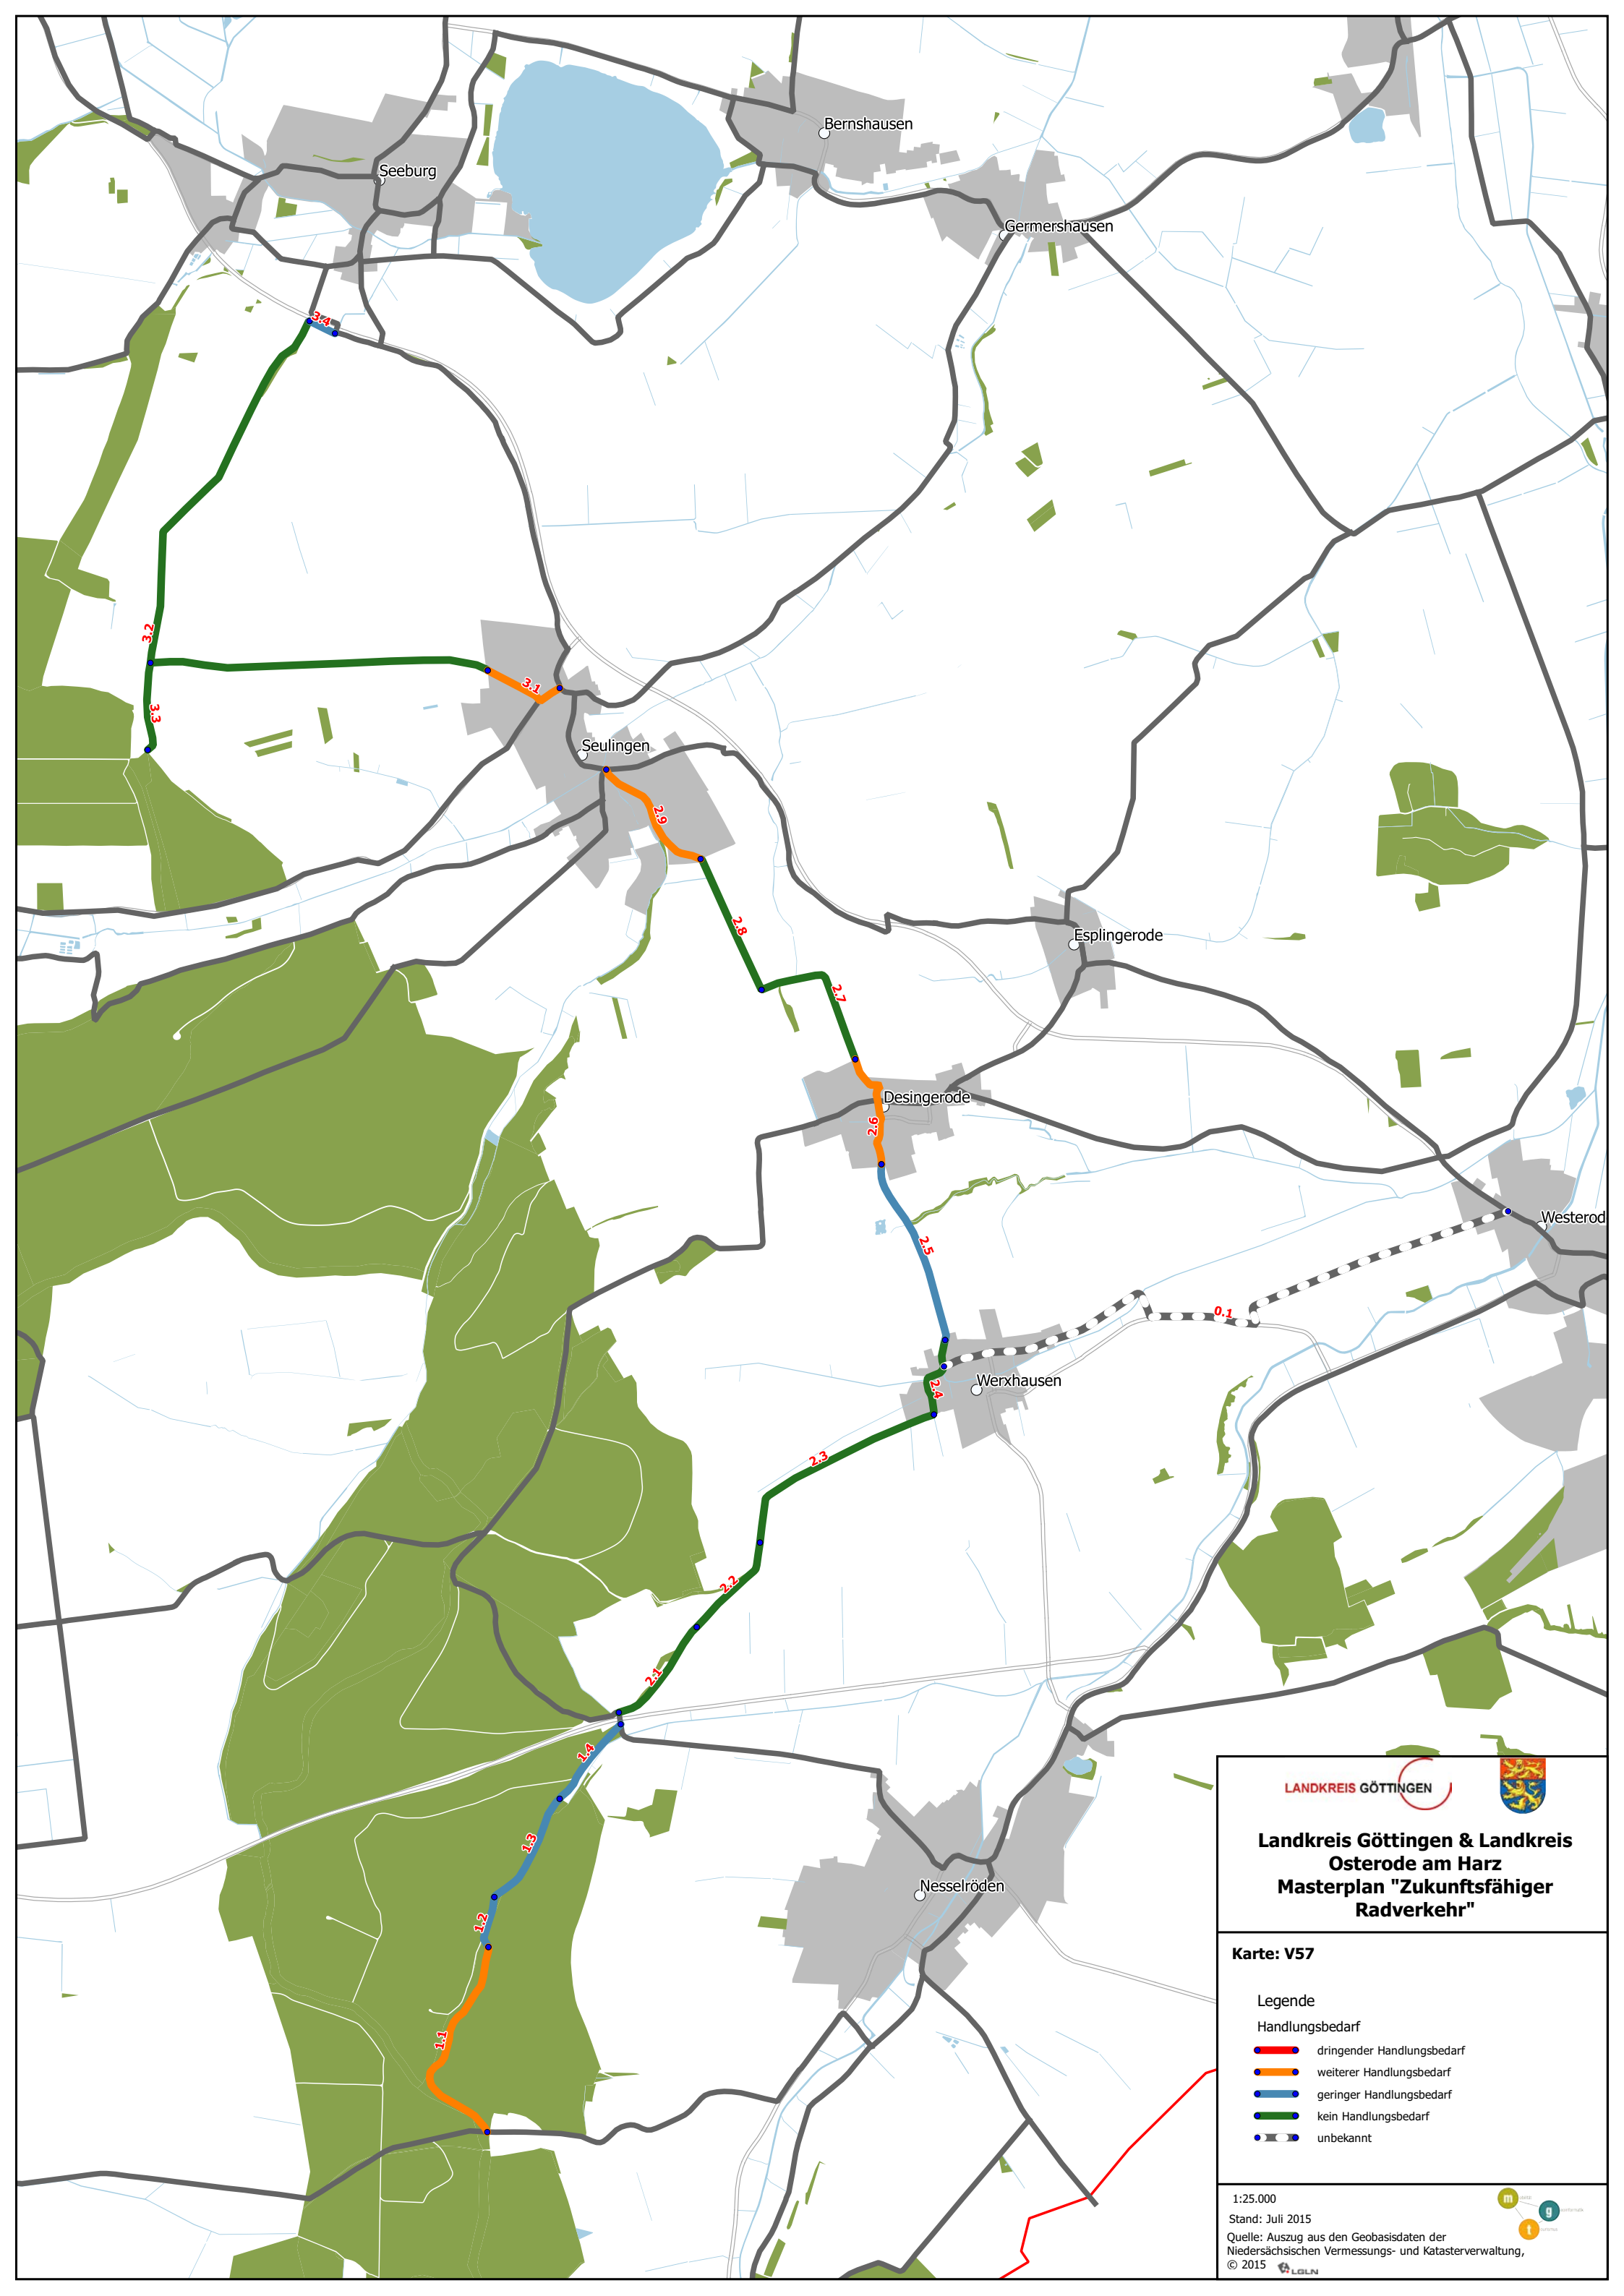 Bernshausen
Seeburg
Germershausen
3.4
3.2
3.1
3.3
Seulingen
2.9
2.8
Esplingerode
2.7
Desingerode
2.6
Westerod
2.5
0.1
Werxhausen
2.4
2.3
2.2
2.1
1.4
1.3
Nesselröden
1.2
1.1
LANDKREIS GÖTTINGEN
Landkreis Göttingen & Landkreis
Osterode am Harz
Masterplan "Zukunftsfähiger
Radverkehr"
Karte: V57
Legende
Handlungsbedarf
dringender Handlungsbedarf
weiterer Handlungsbedarf
geringer Handlungsbedarf
kein Handlungsbedarf
unbekannt
1:25.000
Stand: Juli 2015
Quelle: Auszug aus den Geobasisdaten der
Niedersächsischen Vermessungs- und Katasterverwaltung,
© 2015 LGLN
m
g
t